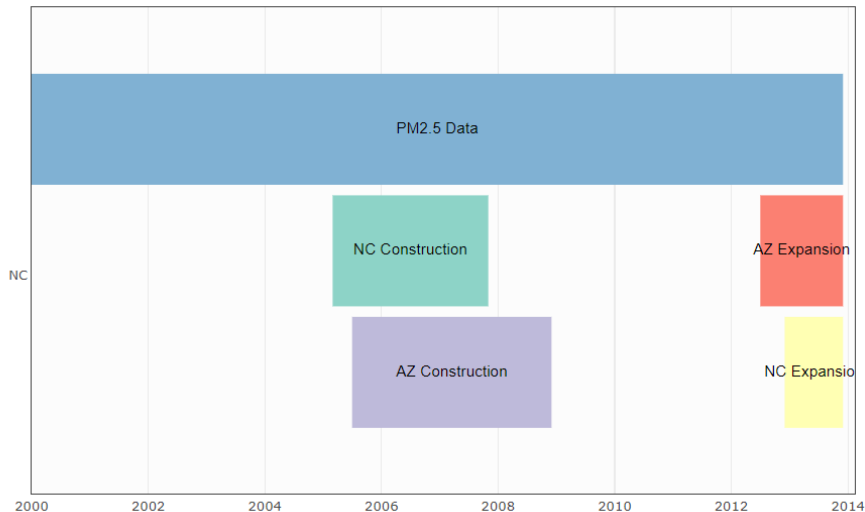 PM2.5 Data
NC Construction
AZ Expansion
NC
AZ Construction
NC Expansio
2000
2002
2004
2006
2008
2010
2012
2014